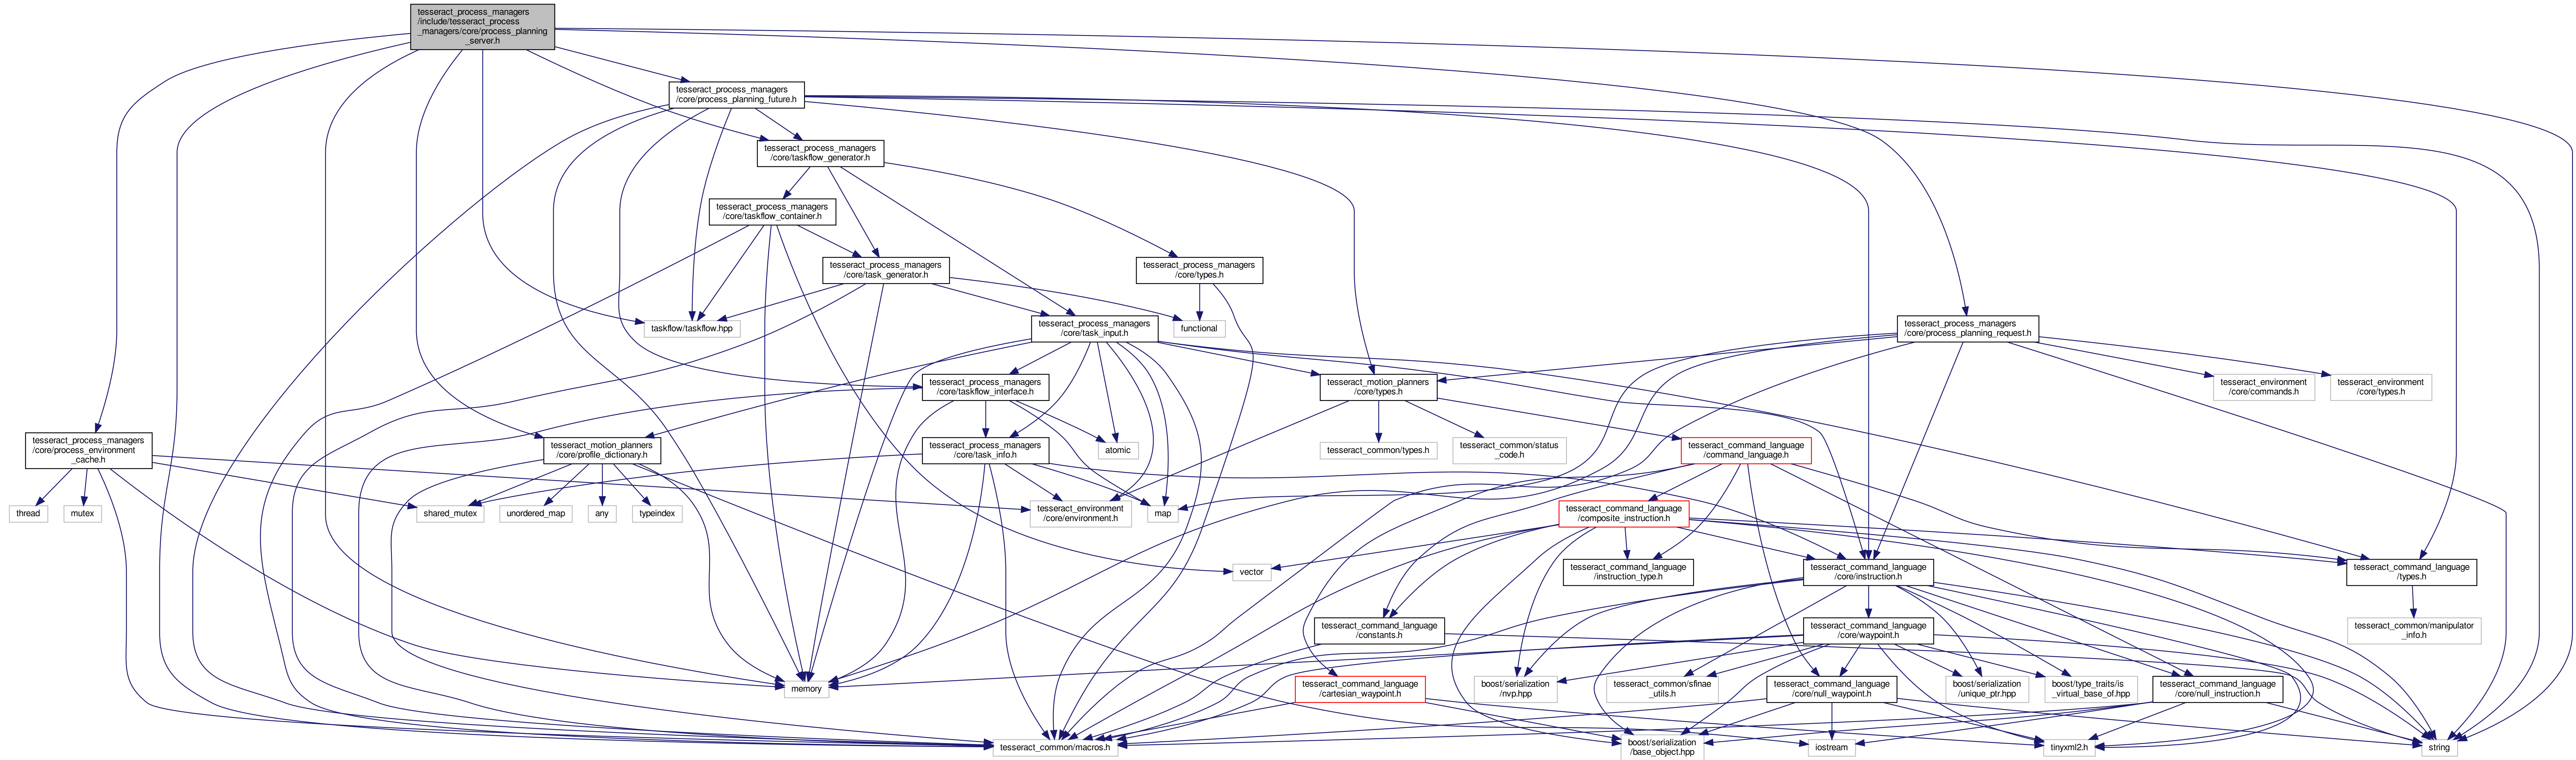 tesseract_process_managers
/include/tesseract_process
_managers/core/process_planning
_server.h
tesseract_process_managers
/core/process_planning_future.h
tesseract_process_managers
/core/taskflow_generator.h
tesseract_process_managers
/core/taskflow_container.h
tesseract_process_managers
/core/task_generator.h
tesseract_process_managers
/core/types.h
taskflow/taskflow.hpp
tesseract_process_managers
/core/task_input.h
functional
tesseract_process_managers
/core/process_planning_request.h
tesseract_process_managers
/core/taskflow_interface.h
tesseract_motion_planners
/core/types.h
tesseract_environment
/core/commands.h
tesseract_environment
/core/types.h
tesseract_process_managers
/core/process_environment
_cache.h
tesseract_motion_planners
/core/profile_dictionary.h
tesseract_process_managers
/core/task_info.h
atomic
tesseract_common/types.h
tesseract_common/status
_code.h
tesseract_command_language
/command_language.h
thread
mutex
shared_mutex
unordered_map
any
typeindex
tesseract_environment
/core/environment.h
map
tesseract_command_language
/composite_instruction.h
vector
tesseract_command_language
/instruction_type.h
tesseract_command_language
/core/instruction.h
tesseract_command_language
/types.h
tesseract_command_language
/constants.h
tesseract_command_language
/core/waypoint.h
tesseract_common/manipulator
_info.h
memory
tesseract_command_language
/cartesian_waypoint.h
boost/serialization
/nvp.hpp
tesseract_common/sfinae
_utils.h
tesseract_command_language
/core/null_waypoint.h
boost/serialization
/unique_ptr.hpp
boost/type_traits/is
_virtual_base_of.hpp
tesseract_command_language
/core/null_instruction.h
tesseract_common/macros.h
boost/serialization
/base_object.hpp
iostream
tinyxml2.h
string